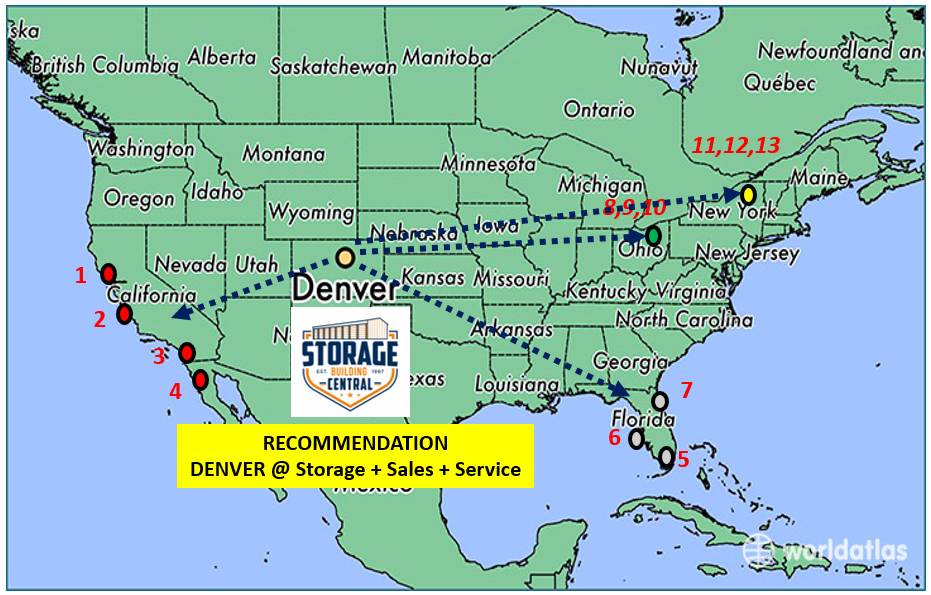 ska
British Columbia
Alberta
Saskatchewan
Manitoba
Nunavut
Newfoundland an
Québec
Ontario
11,12,13
Washington
Montana
Minnesota
Michigan
Maine
Oregon
Idaho
Wyoming
8,9,10
New York
Nebraska
Iowa
Ohio
New Jersey
1
Nevada
Utah
Kansas
Missouri
California
Denver
Kentucky
Virginia
2
North Carolina
Arkansas
N
STORAGE
EST.
BUILDING
1997
-CENTRAL-
3
Georgia
4
exas
Louisiana
7
Florida
6
5
RECOMMENDATION
DENVER @ Storage + Sales + Service
Mexico
worldatlas